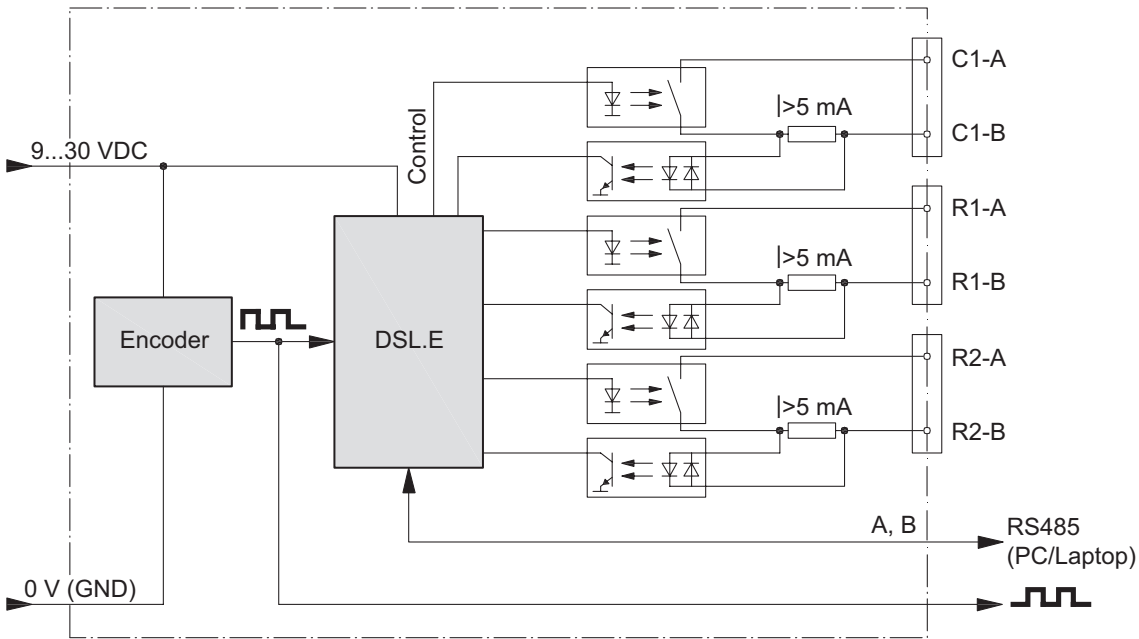 C1-A
I>5 mA
C1-B
9...30 VDC
Control
R1-A
I>5 mA
R1-B
Encoder
DSL.E
R2-A
I>5 mA
R2-B
A, B
RS485
(PC/Laptop)
0 V (GND)